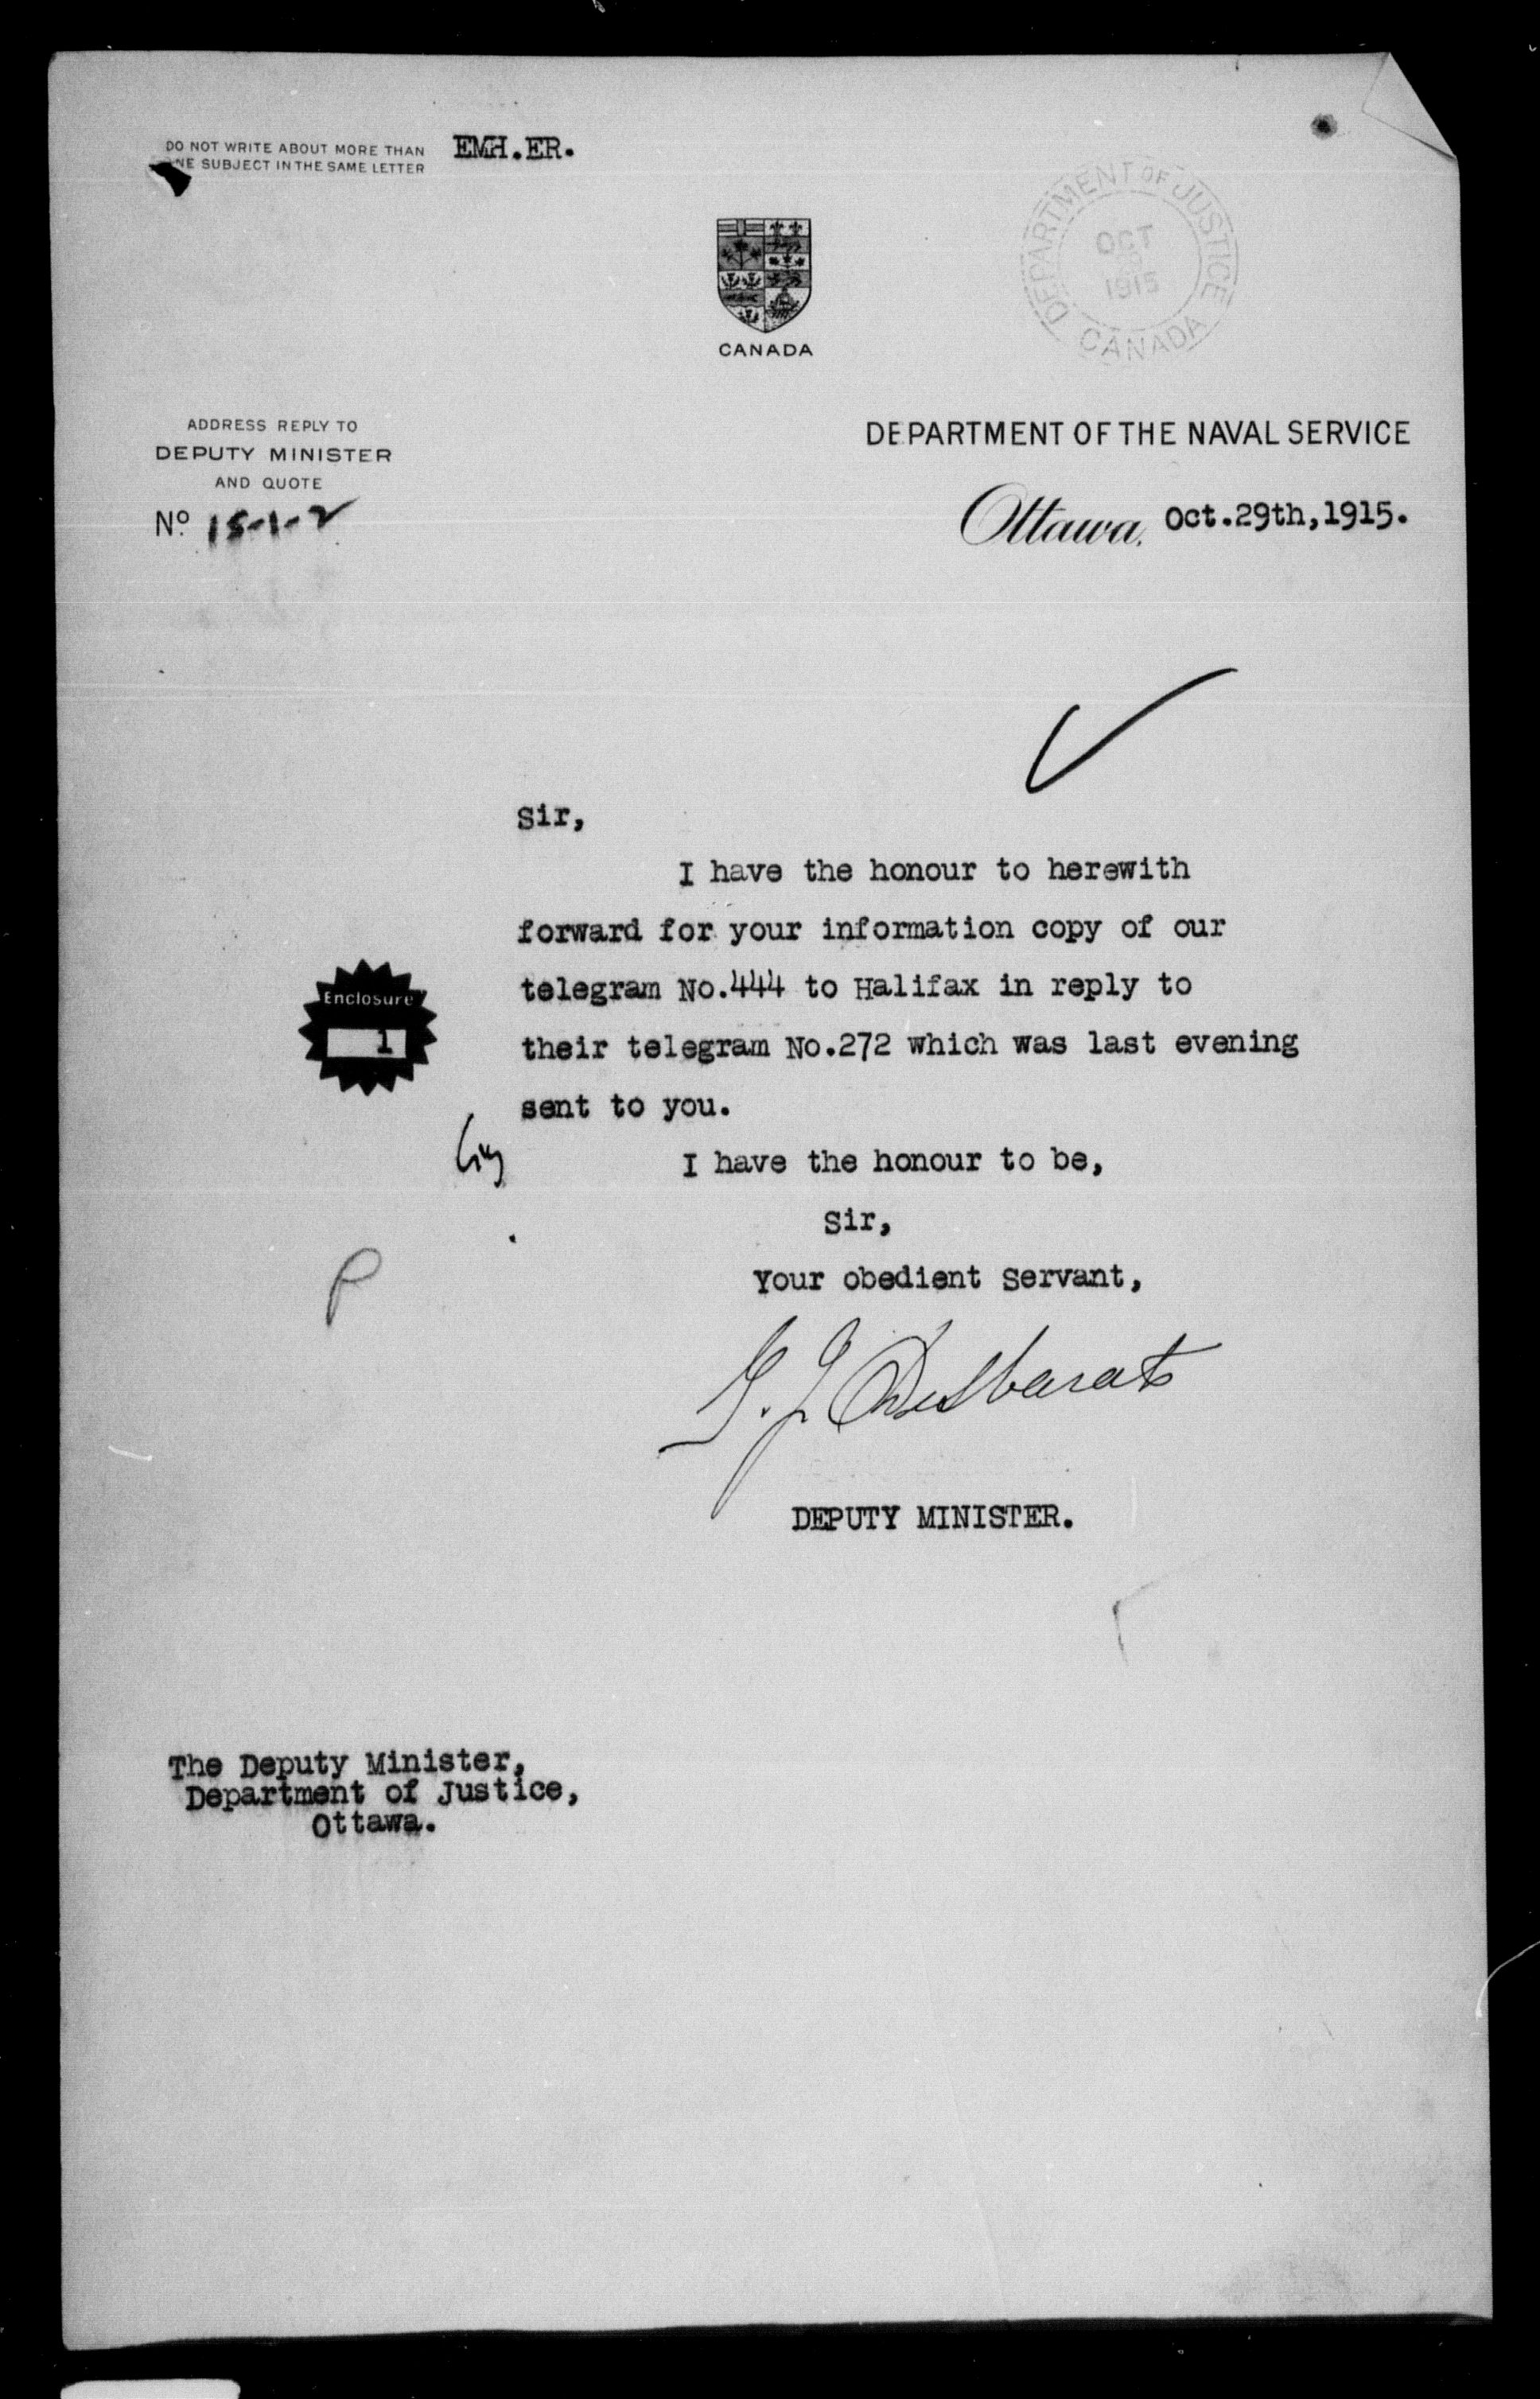 DO NOT WRITE ABOUT MORE THAN
ONE SUBJECT IN THE SAME LETTER
EMH.ER.
DEPARTMENT OF JUSTICE
OCT
1915
CANADA
CANADA
ADDRESS REPLY TO
DEPUTY MINISTER
AND QUOTE
No. 15-1-2
DEPARTMENT OF THE NAVAL SERVICE
Ottawa, Oct.29th,1915.
Sir,
I have the honour to herewith
forward for your information copy of our
telegram No.444 to Halifax in reply to
their telegram No.272 which was last evening
sent to you.
Enclosure
1
I have the honour to be,
Sir,
Your obedient Servant,
G. J. Desbarats
DEPUTY MINISTER.
P
The Deputy Minister,
Department of Justice,
Ottawa.